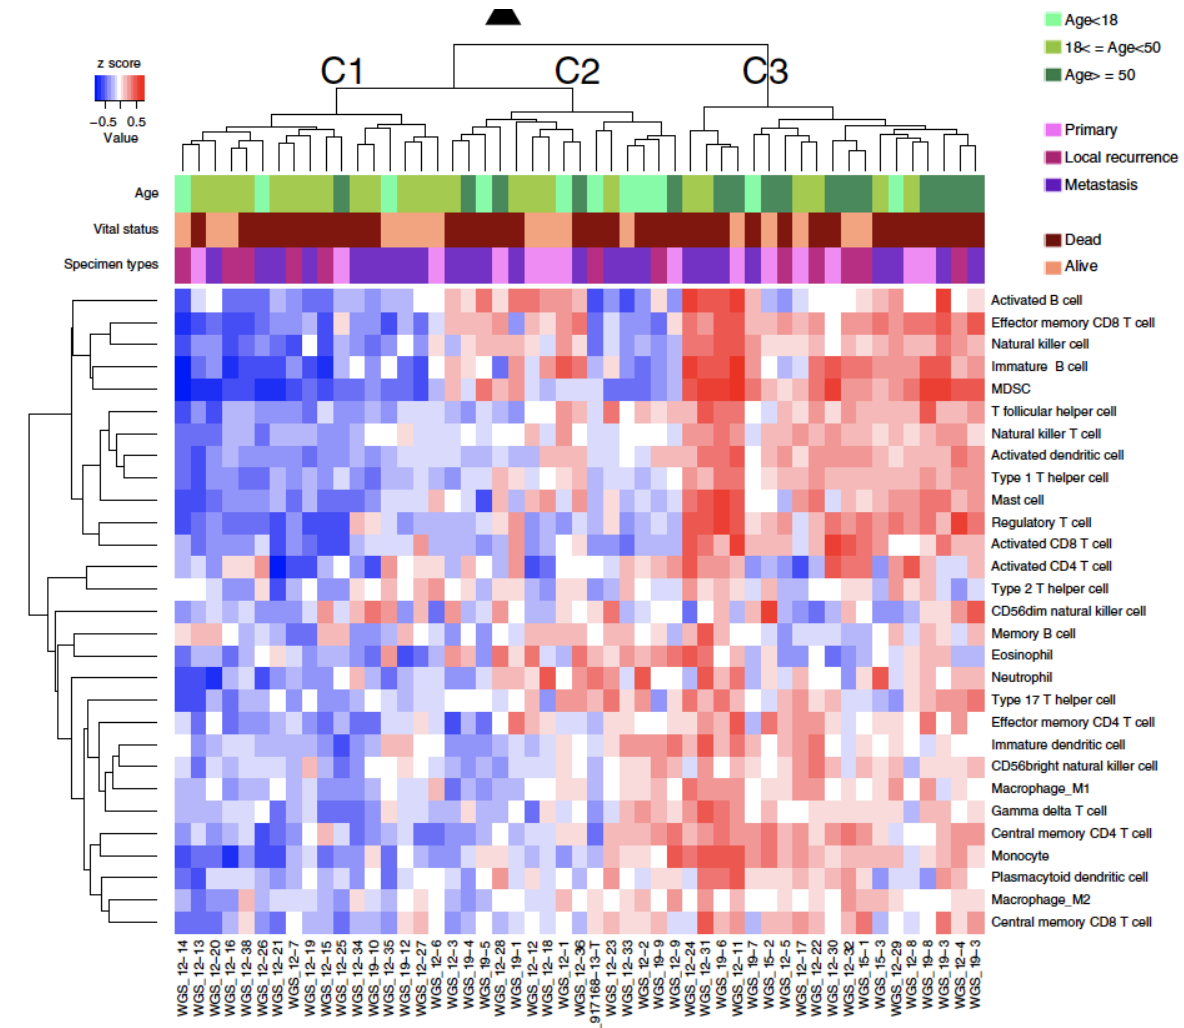 C1
C2
C3
z score
−0.5 0.5
Value
Age<18
18< = Age<50
Age> = 50
Primary
Local recurrence
Metastasis
Dead
Alive
Age
Vital status
Specimen types
Activated B cell
Effector memory CD8 T cell
Natural killer cell
Immature B cell
MDSC
T follicular helper cell
Natural killer T cell
Activated dendritic cell
Type 1 T helper cell
Mast cell
Regulatory T cell
Activated CD8 T cell
Activated CD4 T cell
Type 2 T helper cell
CD56dim natural killer cell
Memory B cell
Eosinophil
Neutrophil
Type 17 T helper cell
Effector memory CD4 T cell
Immature dendritic cell
CD56bright natural killer cell
Macrophage_M1
Gamma delta T cell
Central memory CD4 T cell
Monocyte
Plasmacytoid dendritic cell
Macrophage_M2
Central memory CD8 T cell
WGS_12−14
WGS_12−13
WGS_12−20
WGS_12−16
WGS_12−38
WGS_12−26
WGS_12−21
WGS_12−7
WGS_12−19
WGS_12−15
WGS_12−25
WGS_19−10
WGS_12−35
WGS_19−12
WGS_12−27
WGS_12−6
WGS_12−3
WGS_19−4
WGS_19−5
WGS_12−28
WGS_19−1
WGS_12−12
WGS_12−18
WGS_12−1
WGS_12−36
_917168−13−T
WGS_12−23
WGS_12−33
WGS_12−2
WGS_19−9
WGS_12−9
WGS_12−24
WGS_12−31
WGS_19−6
WGS_12−11
WGS_19−7
WGS_15−2
WGS_12−5
WGS_12−17
WGS_12−22
WGS_12−30
WGS_12−32
WGS_15−1
WGS_15−3
WGS_12−29
WGS_12−8
WGS_19−8
WGS_19−3
WGS_12−4
WGS_19−3